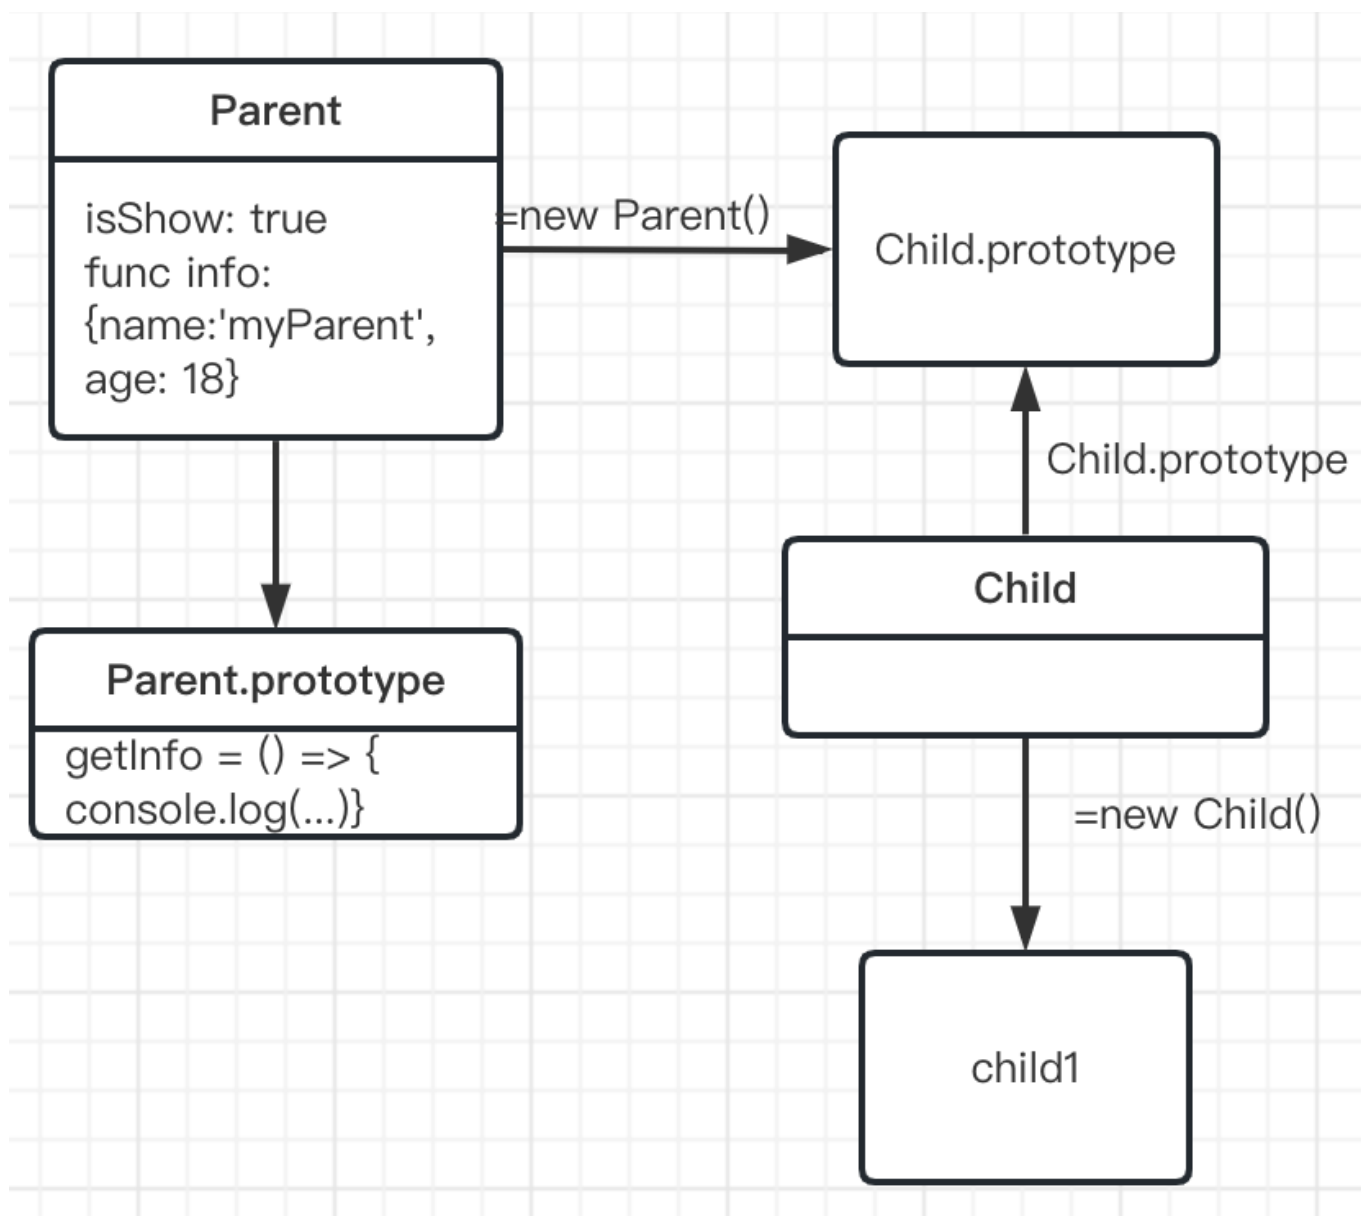 Parent
isShow: true
func info:
{name:'myParent',
age: 18}
=new Parent()
Child.prototype
Child.prototype
Child
Parent.prototype
getInfo = () => {
console.log(...)}
=new Child()
child1